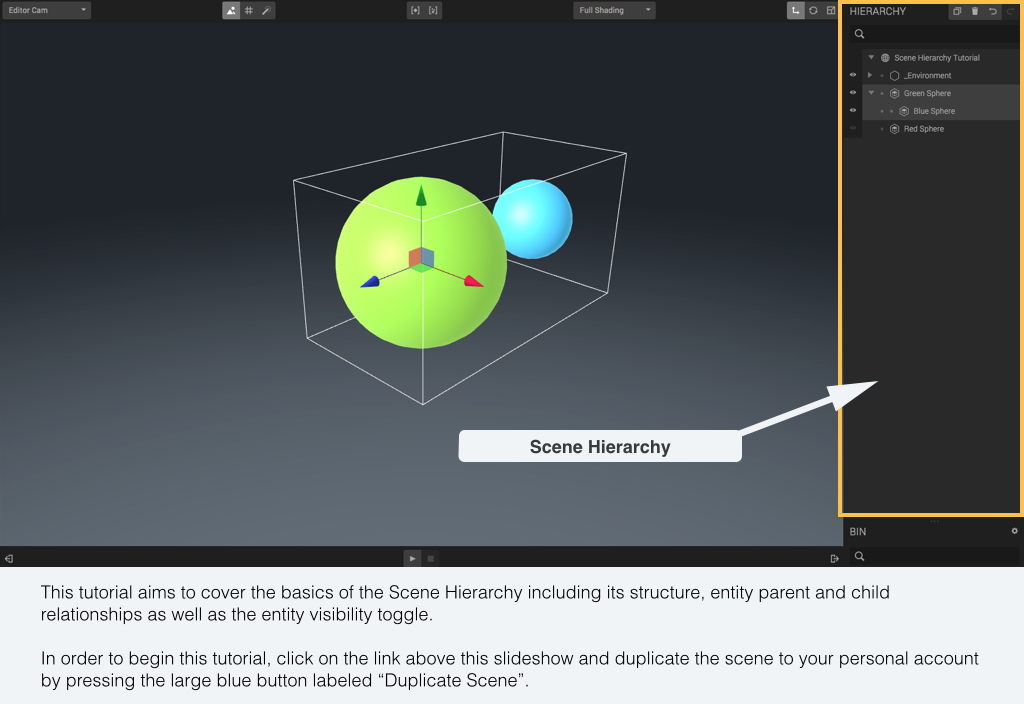 Editor Cam
Full Shading
HIERARCHY
Scene Hierarchy Tutorial
_Environment
Green Sphere
Blue Sphere
Red Sphere
Scene Hierarchy
BIN
This tutorial aims to cover the basics of the Scene Hierarchy including its structure, entity parent and child
relationships as well as the entity visibility toggle.
In order to begin this tutorial, click on the link above this slideshow and duplicate the scene to your personal account
by pressing the large blue button labeled “Duplicate Scene”.